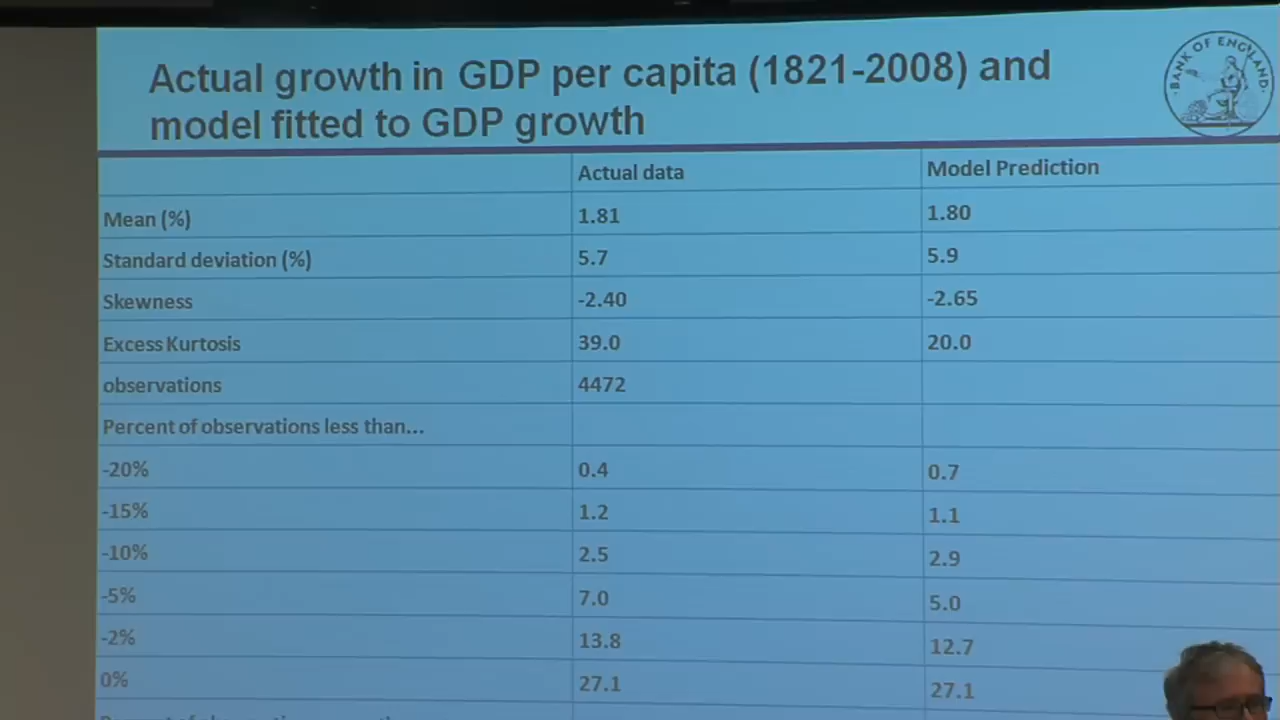 Actual growth in GDP per capita (1821-2008) and
model fitted to GDP growth
BANK OF ENGLAND
Actual data Model Prediction
Mean (%) 1.81 1.80
Standard deviation (%) 5.7 5.9
Skewness -2.40 -2.65
Excess Kurtosis 39.0 20.0
observations 4472
Percent of observations less than...
-20% 0.4 0.7
-15% 1.2 1.1
-10% 2.5 2.9
-5% 7.0 5.0
-2% 13.8 12.7
0% 27.1 27.1